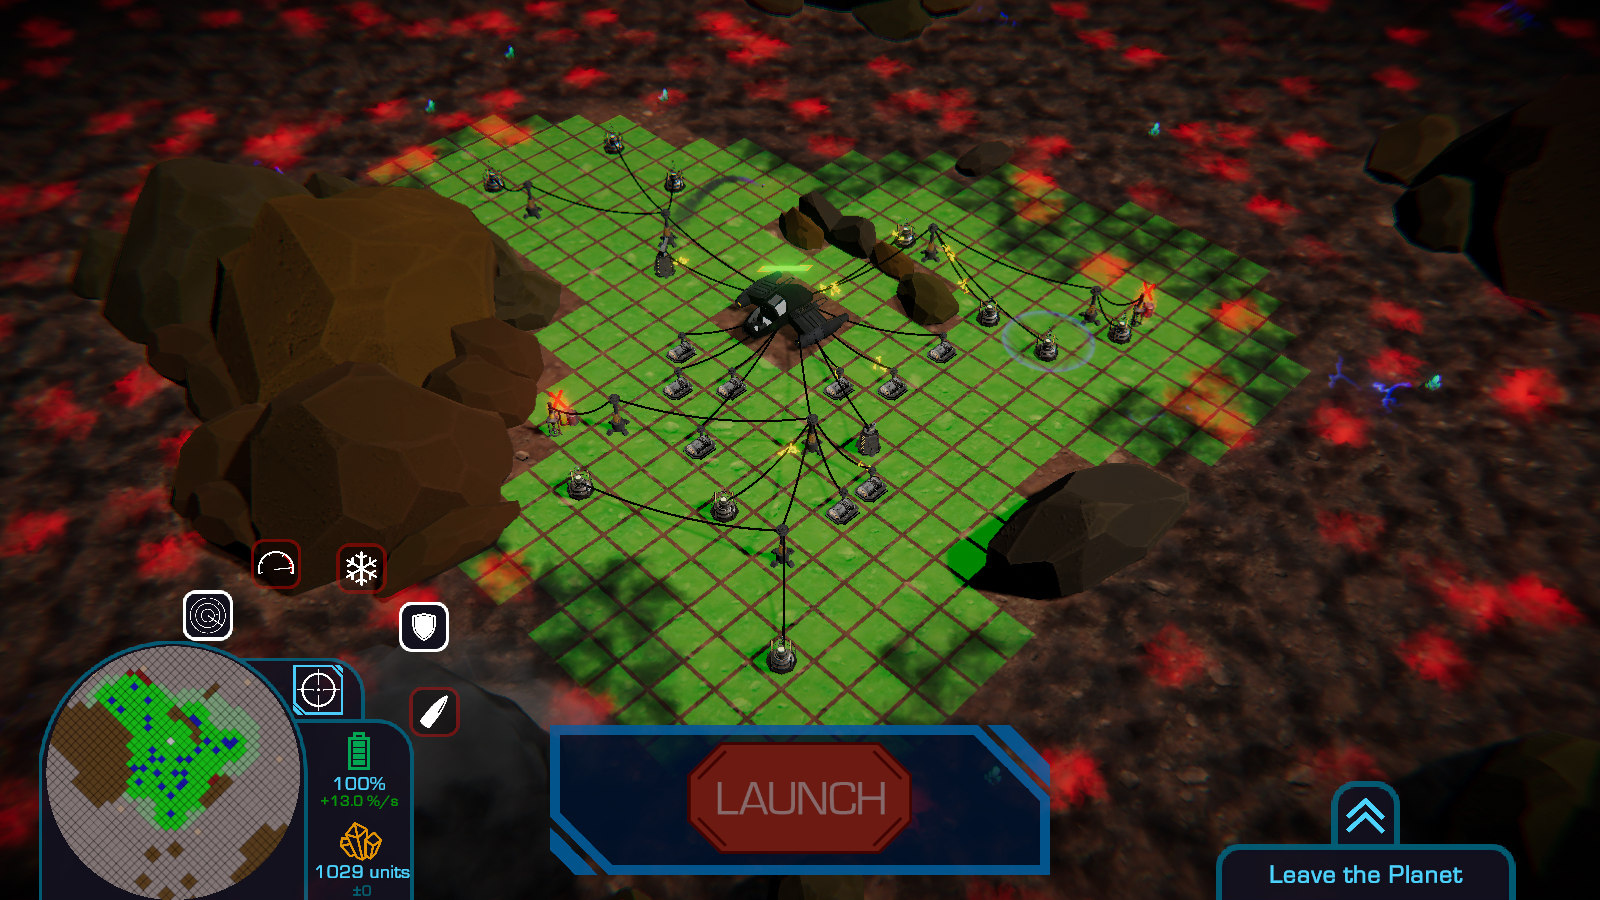 100%
+13.0 %/s
1029 units
±0
LAUNCH
Leave the Planet